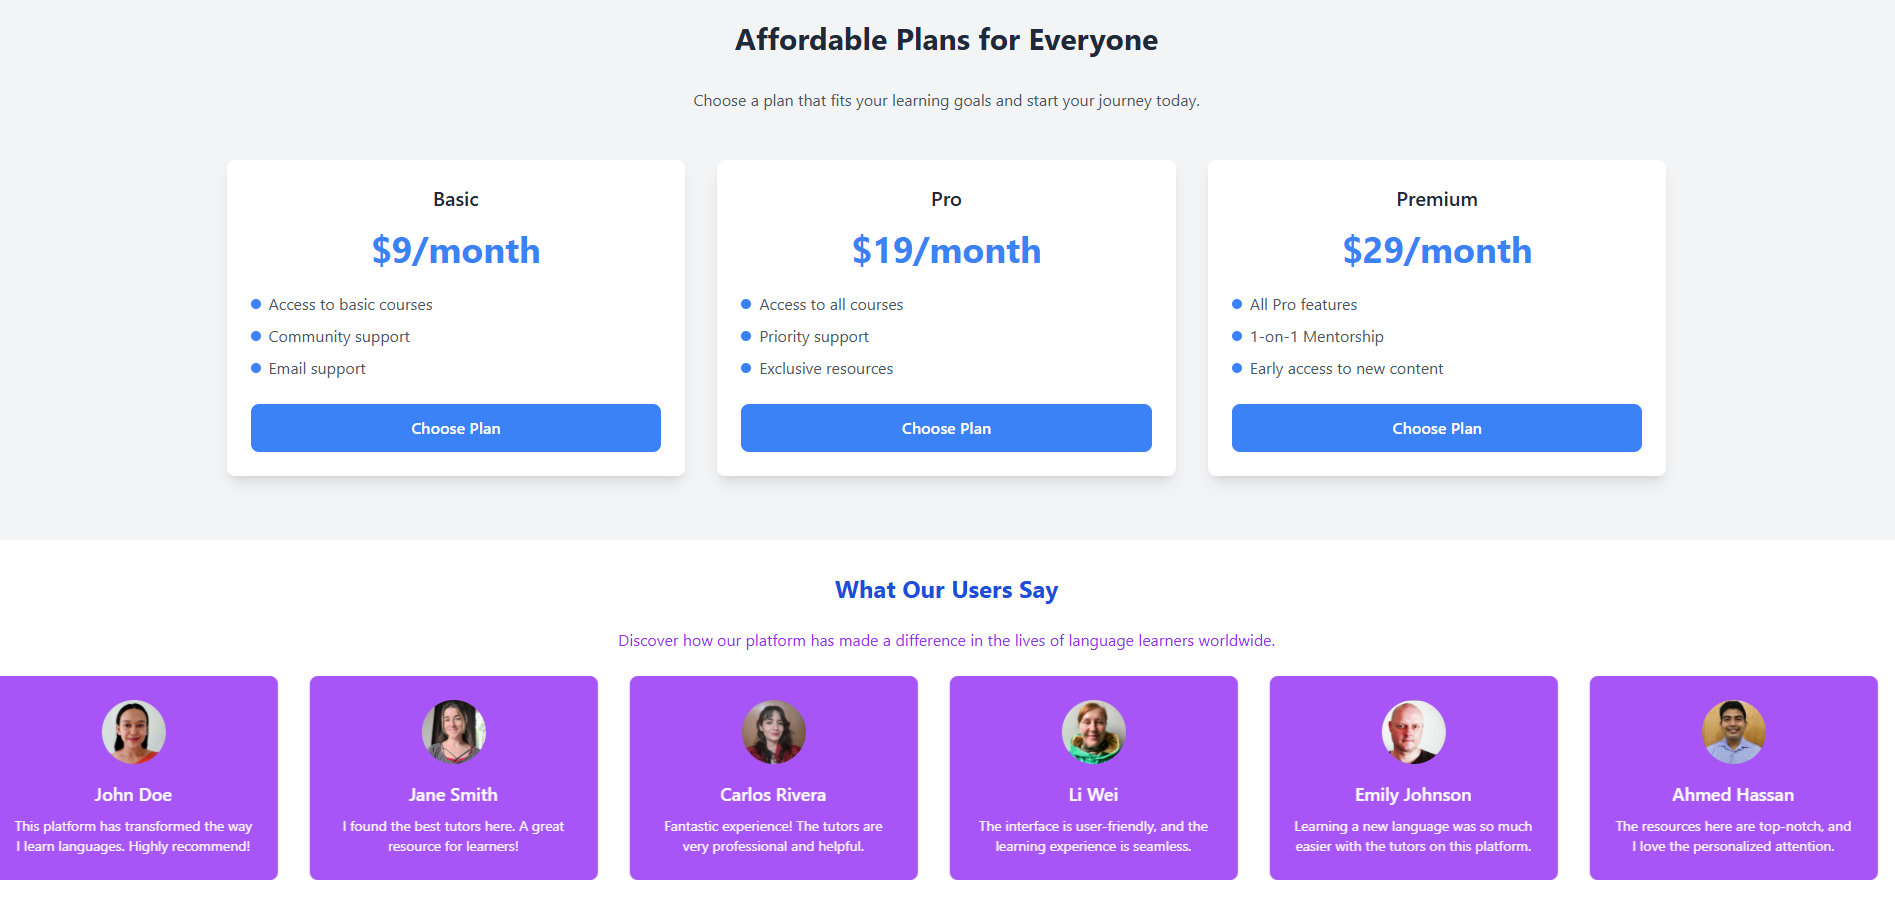 Affordable Plans for Everyone
Choose a plan that fits your learning goals and start your journey today.
Basic
$9/month
Access to basic courses
Community support
Email support
Choose Plan
Pro
$19/month
Access to all courses
Priority support
Exclusive resources
Choose Plan
Premium
$29/month
All Pro features
1-on-1 Mentorship
Early access to new content
Choose Plan
What Our Users Say
Discover how our platform has made a difference in the lives of language learners worldwide.
John Doe
This platform has transformed the way
I learn languages. Highly recommend!
Jane Smith
I found the best tutors here. A great
resource for learners!
Carlos Rivera
Fantastic experience! The tutors are
very professional and helpful.
Li Wei
The interface is user-friendly, and the
learning experience is seamless.
Emily Johnson
Learning a new language was so much
easier with the tutors on this platform.
Ahmed Hassan
The resources here are top-notch, and
I love the personalized attention.